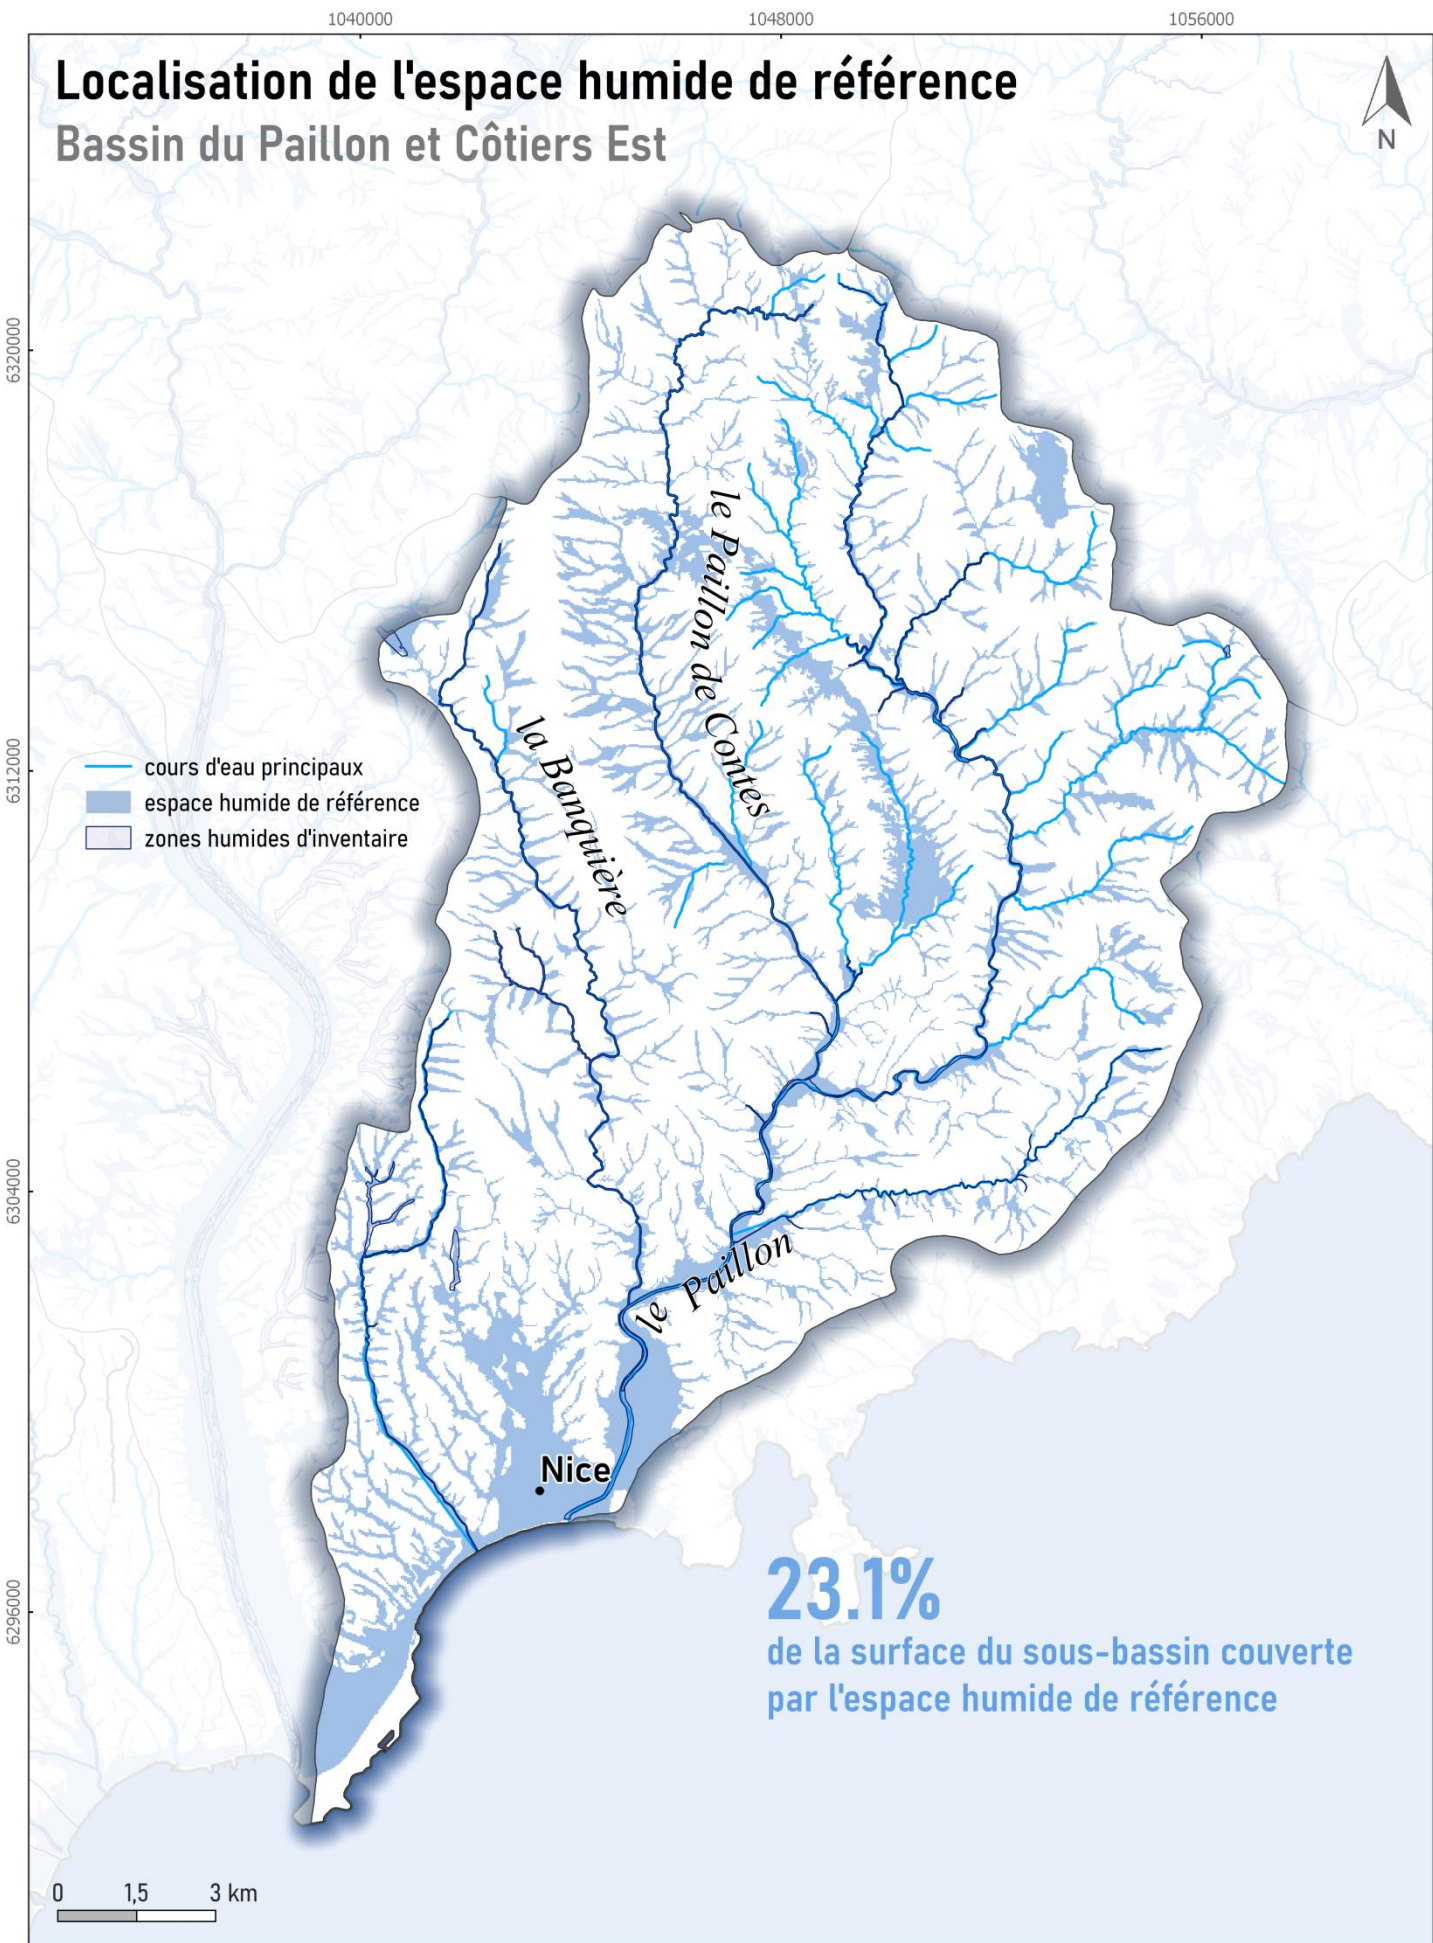 1040000
1048000
1056000
Localisation de l'espace humide de référence
Bassin du Paillon et Côtiers Est
N
6320000
le Paillon de Contes
la Banquière
6312000
cours d'eau principaux
espace humide de référence
zones humides d'inventaire
6304000
le Paillon
Nice
23.1%
de la surface du sous-bassin couverte
par l'espace humide de référence
6296000
0 1,5 3 km